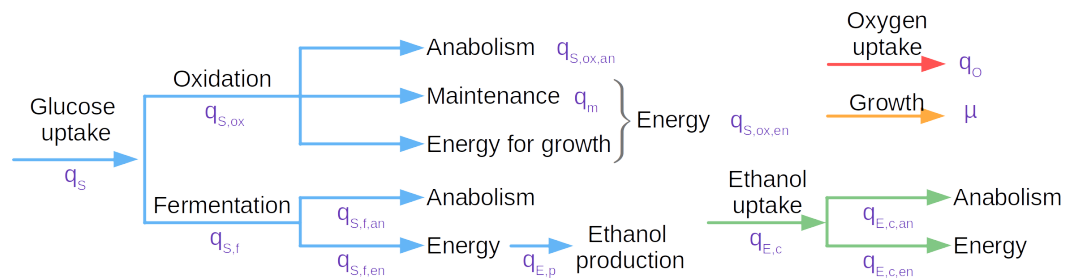 Glucose
uptake
q_S
Oxidation
q_S,ox
Anabolism q_S,ox,an
Maintenance q_m
Energy for growth
Energy q_S,ox,en
Fermentation
q_S,f
q_S,f,an
Anabolism
q_S,f,en
Energy
q_E,p
Ethanol
production
Oxygen
uptake
q_O
Growth
μ
Ethanol
uptake
q_E,c
q_E,c,an
Anabolism
q_E,c,en
Energy